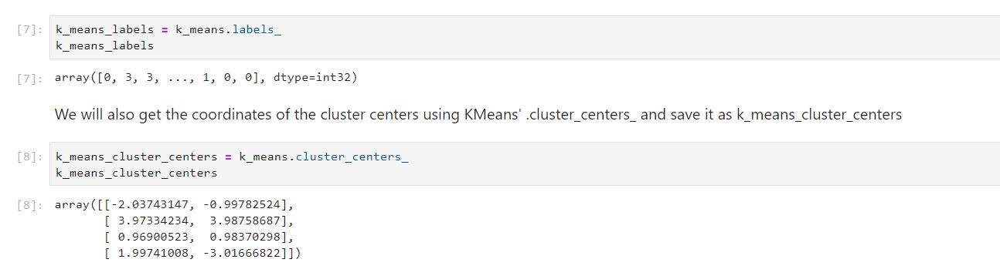 [7]: k_means_labels = k_means.labels_
k_means_labels
[7]: array([0, 3, 3, ..., 1, 0, 0], dtype=int32)
We will also get the coordinates of the cluster centers using KMeans' .cluster_centers_ and save it as k_means_cluster_centers
[8]: k_means_cluster_centers = k_means.cluster_centers_
k_means_cluster_centers
[8]: array([[-2.03743147, -0.99782524],
[ 3.97334234,  3.98758687],
[ 0.96900523,  0.98370298],
[ 1.99741008, -3.01666822]])